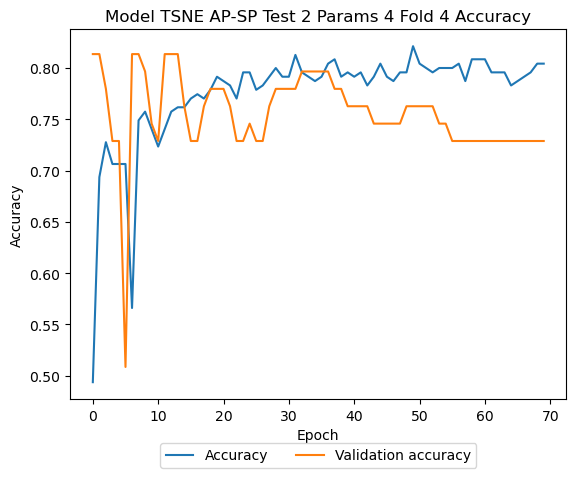 Model TSNE AP-SP Test 2 Params 4 Fold 4 Accuracy
0.80
0.75
0.70
0.65
0.60
0.55
0.50
Accuracy
0 10 20 30 40 50 60 70
Epoch
Accuracy Validation accuracy